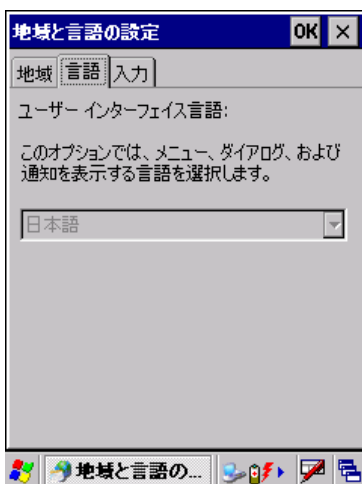 地域と言語の設定 OK ×
地域 言語 入力
ユーザー インターフェイス言語:
このオプションでは、メニュー、ダイアログ、および
通知を表示する言語を選択します。
日本語
地域と言語の...